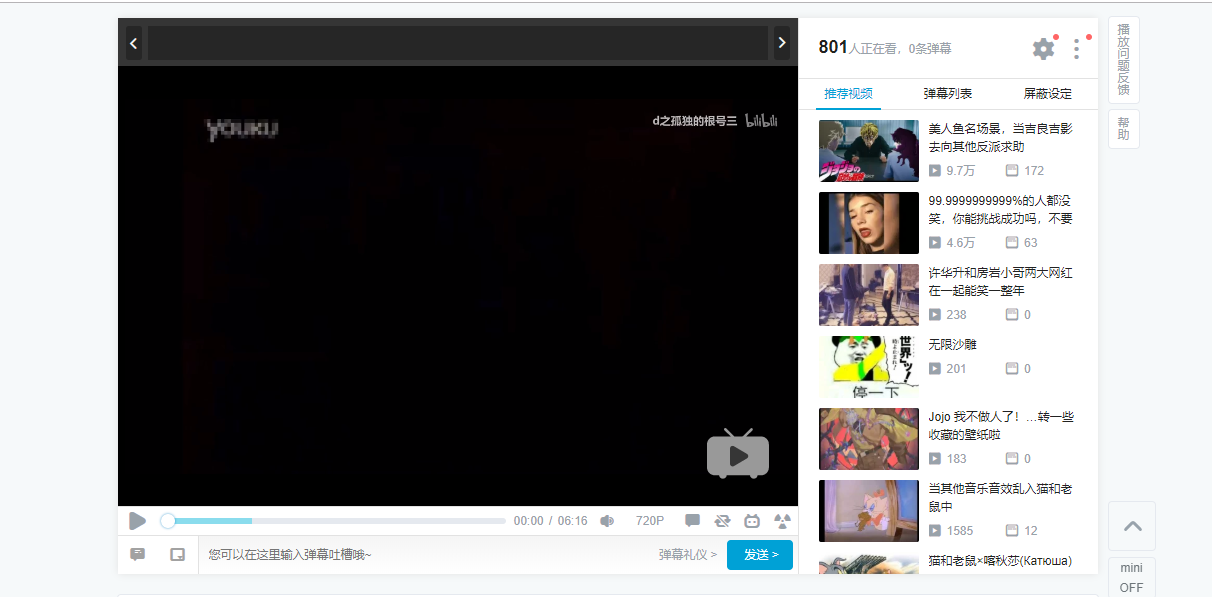 YOUKU
d之孤独的根号三 bilibili
00:00 / 06:16
720P
您可以在这里输入弹幕吐槽哦~
弹幕礼仪 >
发送 >
801人正在看，0条弹幕
推荐视频
弹幕列表
屏蔽设定
美人鱼名场景，当吉良吉影
去向其他反派求助
9.7万
172
99.9999999999%的人都没
笑，你能挑战成功吗，不要
4.6万
63
许华升和房岩小哥两大网红
在一起能笑一整年
238
0
世界ッ!
停一下
无限沙雕
201
0
Jojo 我不做人了！…转一些
收藏的壁纸啦
183
0
当其他音乐音效乱入猫和老
鼠中
1585
12
猫和老鼠×喀秋莎(Катюша)
播放问题反馈
帮助
mini
OFF